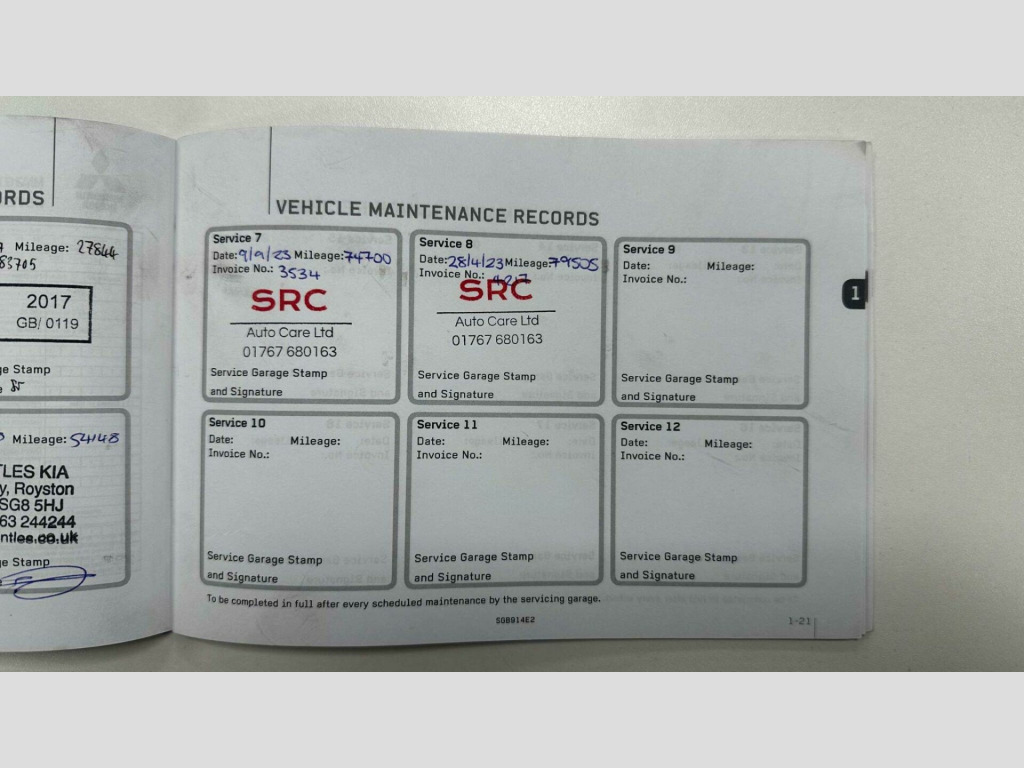 ORDS
Mileage: 27844
83705
2017
GB/ 0119
ge Stamp
Mileage: 54148
TLES KIA
y, Royston
SG8 5HJ
63 244244
ntles.co.uk
ge Stamp
VEHICLE MAINTENANCE RECORDS
Service 7
Date: 9/9/23 Mileage: 74700
Invoice No.: 3534
SRC
Auto Care Ltd
01767 680163
Service Garage Stamp
and Signature
Service 8
Date: 28/4/23 Mileage: 79505
Invoice No.: 4217
SRC
Auto Care Ltd
01767 680163
Service Garage Stamp
and Signature
Service 9
Date: Mileage:
Invoice No.:
Service Garage Stamp
and Signature
1
Service 10
Date: Mileage:
Invoice No.:
Service Garage Stamp
and Signature
Service 11
Date: Mileage:
Invoice No.:
Service Garage Stamp
and Signature
Service 12
Date: Mileage:
Invoice No.:
Service Garage Stamp
and Signature
To be completed in full after every scheduled maintenance by the servicing garage.
SGB914E2
1-21